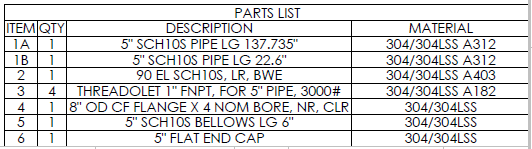 PARTS LIST
ITEM QTY DESCRIPTION MATERIAL
1A 1 5" SCH10S PIPE LG 137.735" 304/304LSS A312
1B 1 5" SCH10S PIPE LG 22.6" 304/304LSS A312
2 1 90 EL SCH10S, LR, BWE 304/304LSS A403
3 4 THREADOLET 1" FNPT, FOR 5" PIPE, 3000# 304/304LSS A182
4 1 8" OD CF FLANGE X 4 NOM BORE, NR, CLR 304/304LSS
5 1 5" SCH10S BELLOWS LG 6" 304/304LSS
6 1 5" FLAT END CAP 304/304LSS